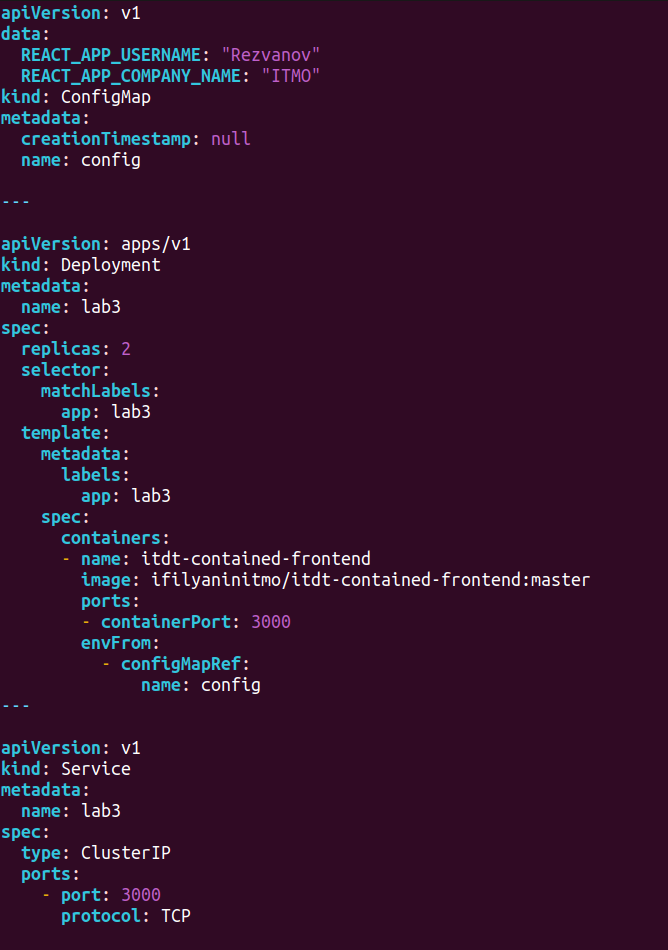 apiVersion: v1
data:
  REACT_APP_USERNAME: "Rezvanov"
  REACT_APP_COMPANY_NAME: "ITMO"
kind: ConfigMap
metadata:
  creationTimestamp: null
  name: config

---

apiVersion: apps/v1
kind: Deployment
metadata:
  name: lab3
spec:
  replicas: 2
  selector:
    matchLabels:
      app: lab3
  template:
    metadata:
      labels:
        app: lab3
    spec:
      containers:
      - name: itdt-contained-frontend
        image: ifilyaninitmo/itdt-contained-frontend:master
        ports:
        - containerPort: 3000
        envFrom:
          - configMapRef:
              name: config
---

apiVersion: v1
kind: Service
metadata:
  name: lab3
spec:
  type: ClusterIP
  ports:
    - port: 3000
      protocol: TCP